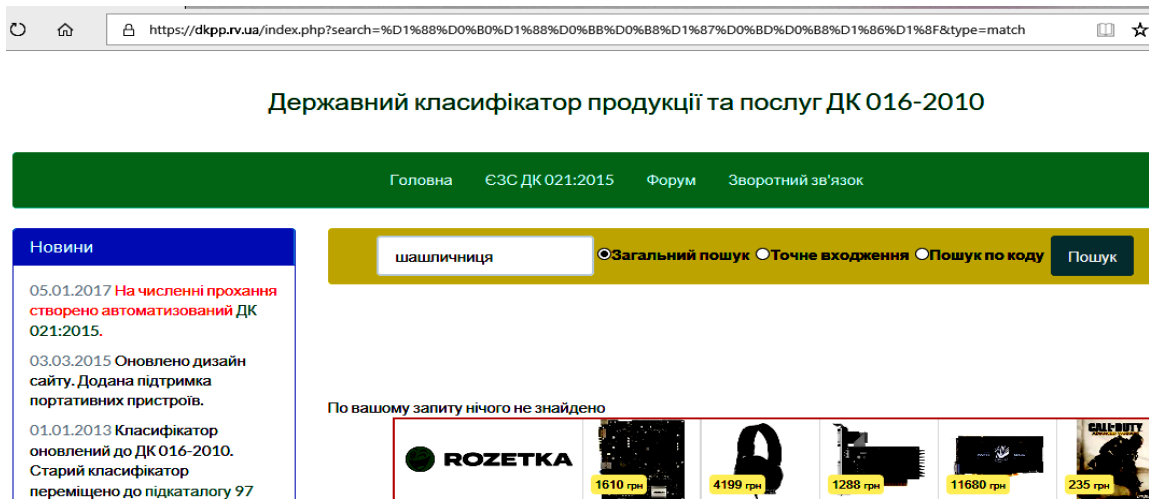 https://dkpp.rv.ua/index.php?search=%D1%88%D0%B0%D1%88%D0%BB%D0%B8%D1%87%D0%BD%D0%B8%D1%86%D1%8F&type=match
Державний класифікатор продукції та послуг ДК 016-2010
Головна ЄЗС ДК 021:2015 Форум Зворотний зв'язок
Новини
05.01.2017 На численні прохання
створено автоматизований ДК
021:2015.
03.03.2015 Оновлено дизайн
сайту. Додана підтримка
портативних пристроїв.
01.01.2013 Класифікатор
оновлений до ДК 016-2010.
Старий класифікатор
переміщено до підкаталогу 97
шашличниця Загальний пошук Точне входження Пошук по коду Пошук
По вашому запиту нічого не знайдено
ROZETKA
1610 грн 4199 грн 1288 грн 11680 грн 235 грн
CALL DUTY